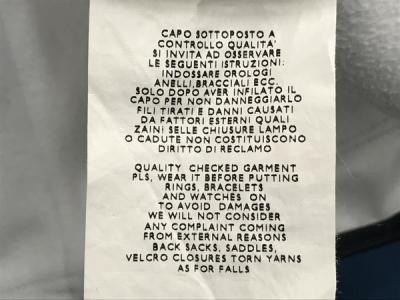 CAPO SOTTOPOSTO A
CONTROLLO QUALITA'
SI INVITA AD OSSERVARE
LE SEGUENTI ISTRUZIONI:
INDOSSARE OROLOGI
ANELLI,BRACCIALI ECC.
SOLO DOPO AVER INFILATO IL
CAPO PER NON DANNEGGIARLO
FILI TIRATI E DANNI CAUSATI
DA FATTORI ESTERNI QUALI
ZAINI SELLE CHIUSURE LAMPO
O CADUTE NON COSTITUISCONO
DIRITTO DI RECLAMO
QUALITY CHECKED GARMENT
PLS, WEAR IT BEFORE PUTTING
RINGS, BRACELETS
AND WATCHES ON
TO AVOID DAMAGES
WE WILL NOT CONSIDER
ANY COMPLAINT COMING
FROM EXTERNAL REASONS
BACK SACKS, SADDLES,
VELCRO CLOSURES TORN YARNS
AS FOR FALLS